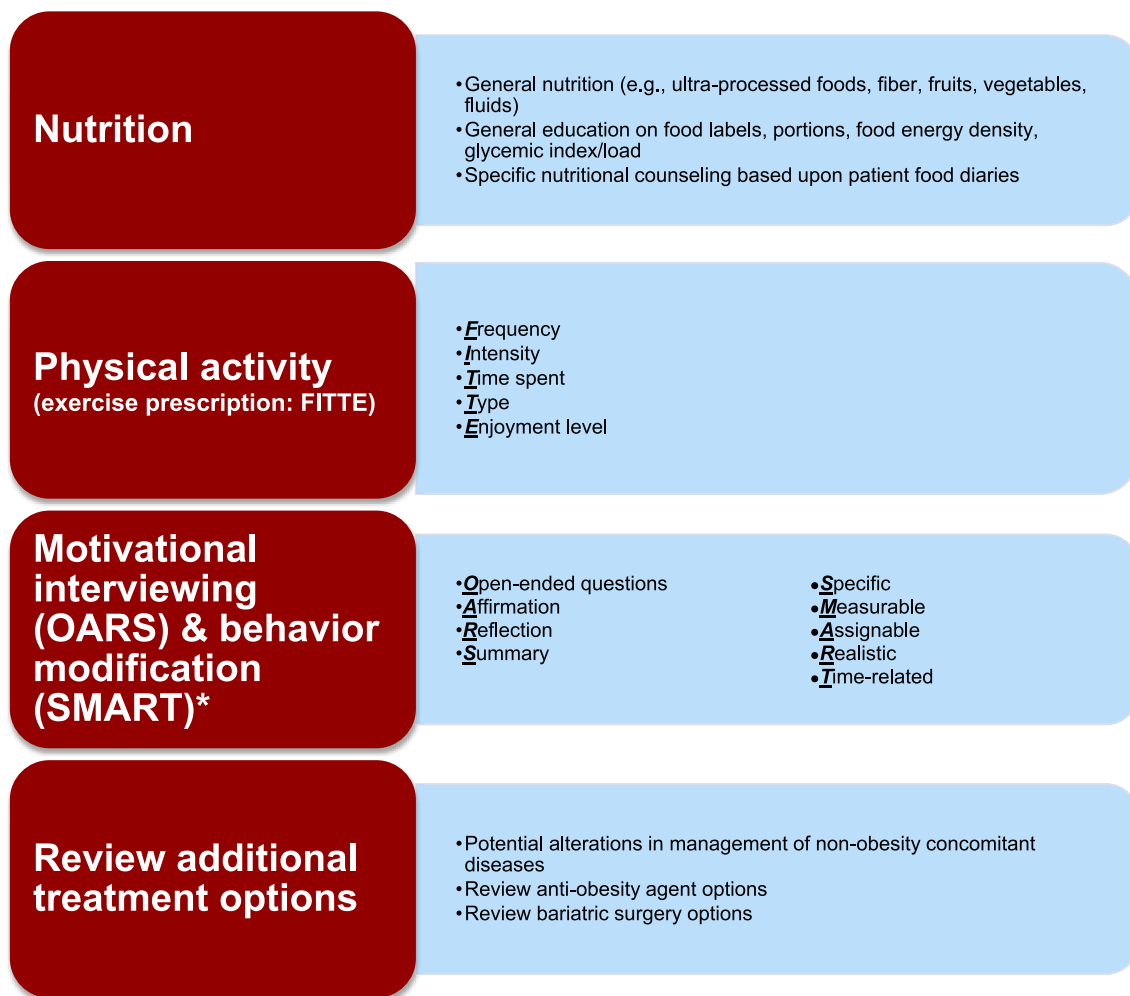 Nutrition
•General nutrition (e.g., ultra-processed foods, fiber, fruits, vegetables,
fluids)
•General education on food labels, portions, food energy density,
glycemic index/load
•Specific nutritional counseling based upon patient food diaries
Physical activity
(exercise prescription: FITTE)
•Frequency
•Intensity
•Time spent
•Type
•Enjoyment level
Motivational
interviewing
(OARS) & behavior
modification
(SMART)*
•Open-ended questions
•Affirmation
•Reflection
•Summary
•Specific
•Measurable
•Assignable
•Realistic
•Time-related
Review additional
treatment options
•Potential alterations in management of non-obesity concomitant
diseases
•Review anti-obesity agent options
•Review bariatric surgery options